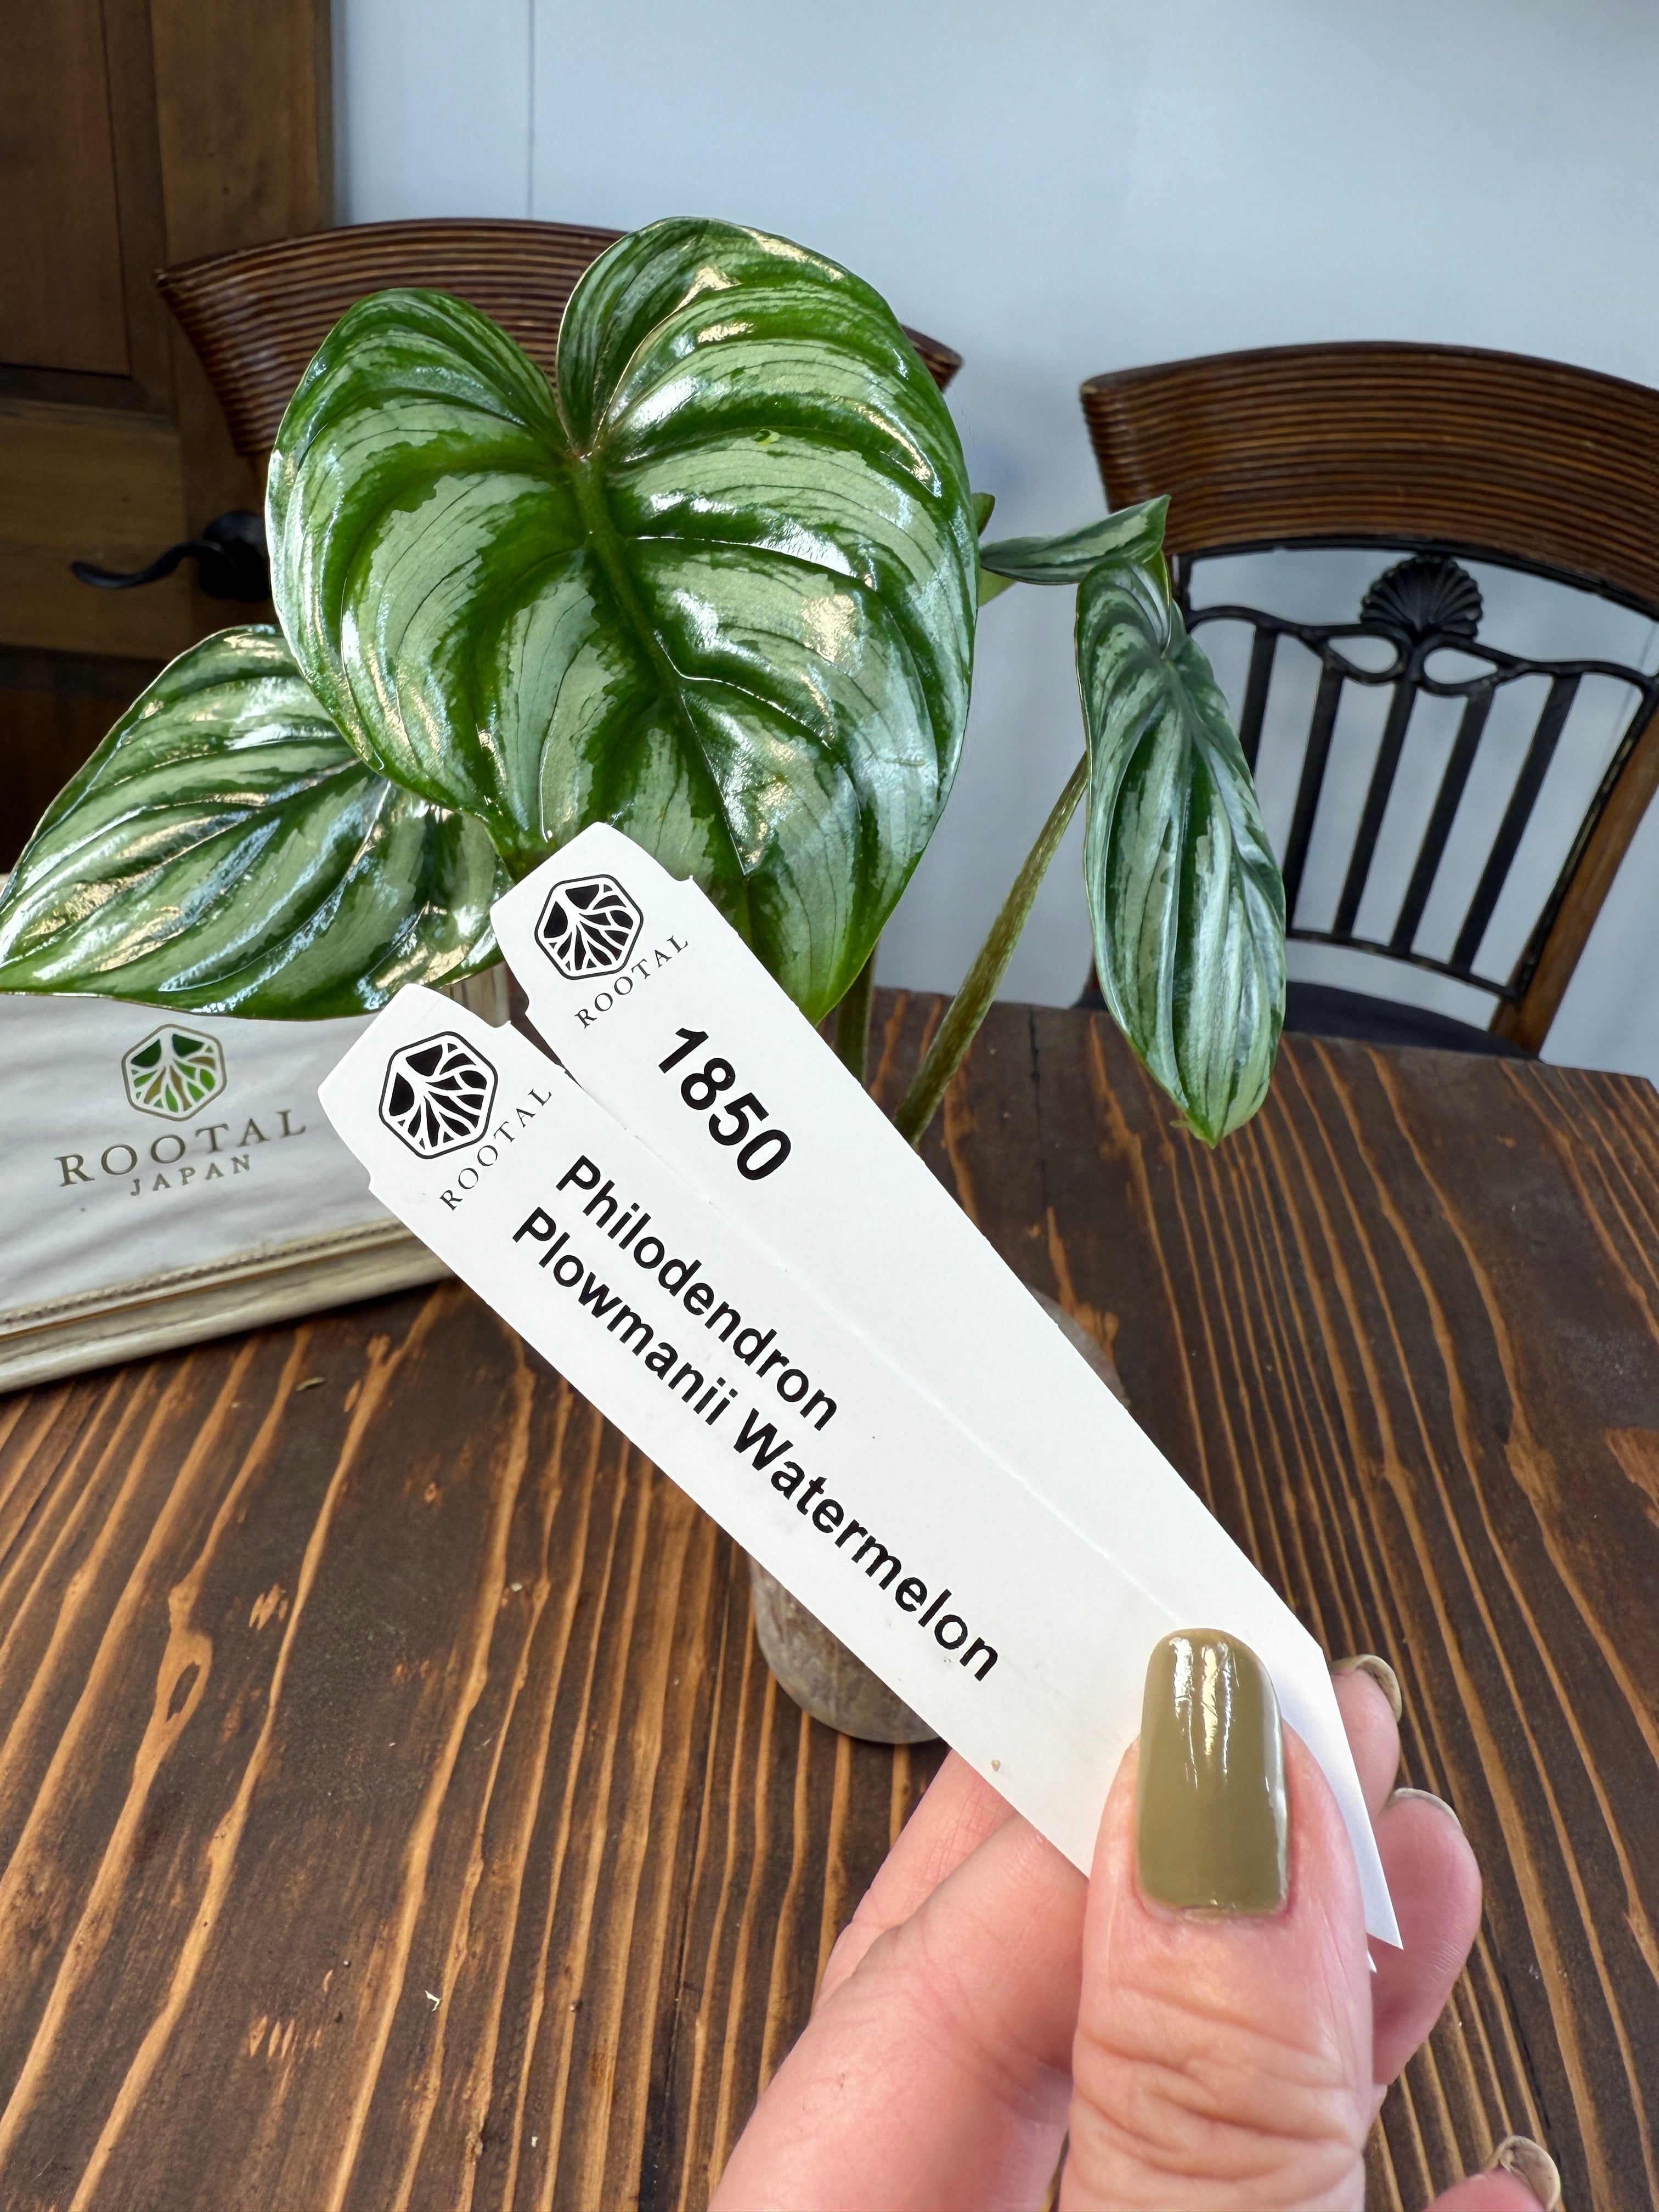 ROOTAL
1850
ROOTAL
Philodendron
Plowmanii Watermelon
ROOTAL
JAPAN